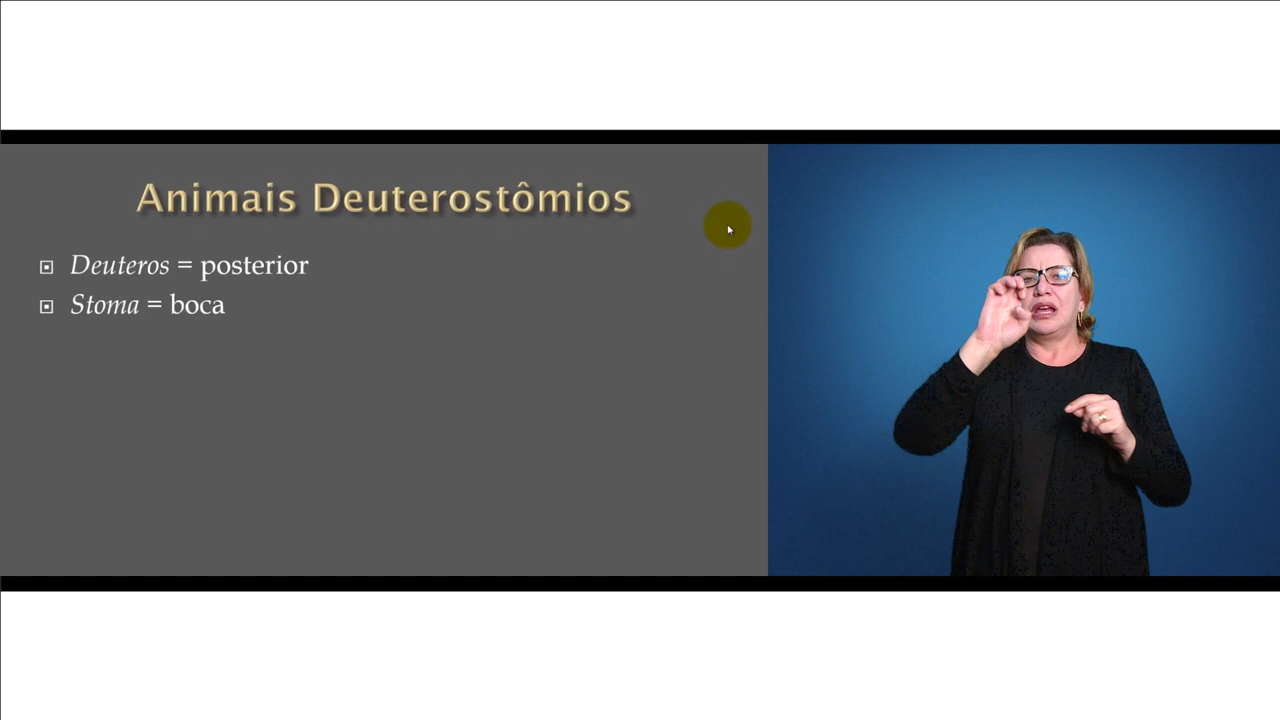 Animais Deuterostômios
Deuteros = posterior
Stoma = boca